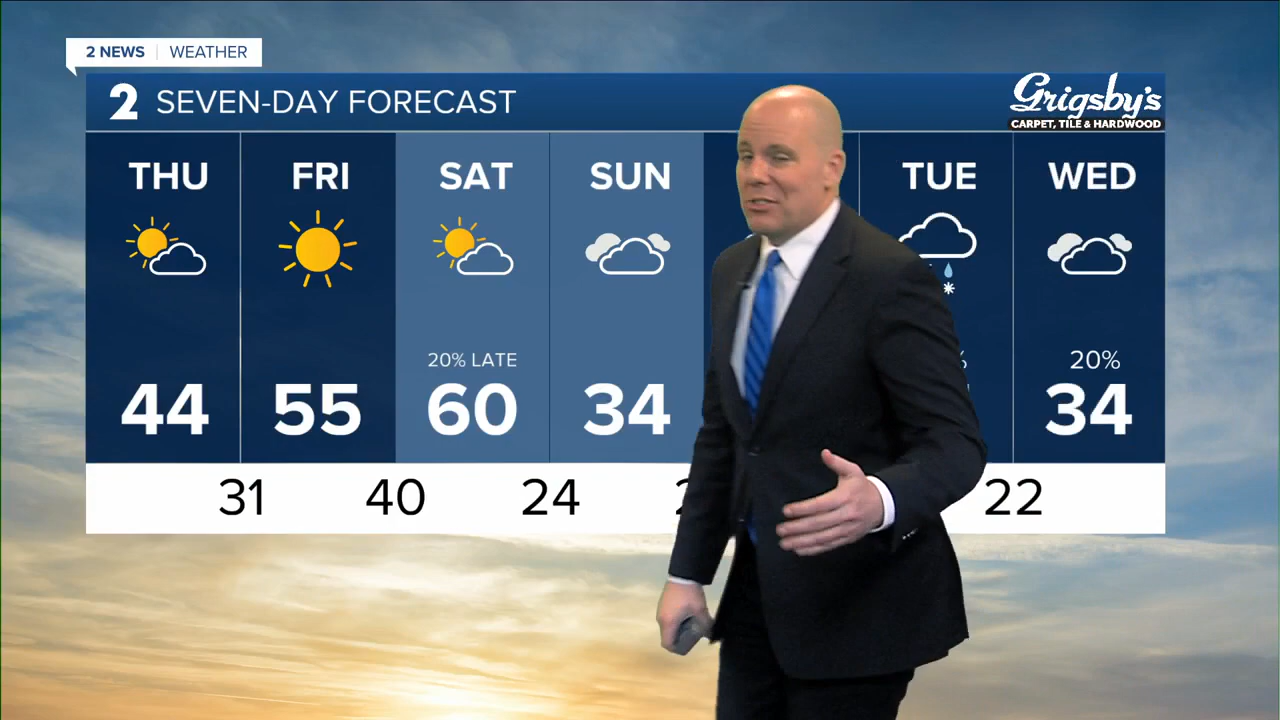 2 NEWS | WEATHER
2 SEVEN-DAY FORECAST
Grigsby's
CARPET, TILE & HARDWOOD
THU FRI SAT SUN TUE WED
20% LATE 20%
44 55 60 34 34
31 40 24 22